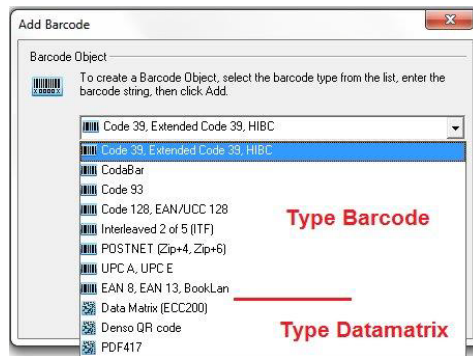 Add Barcode
Barcode Object
To create a Barcode Object, select the barcode type from the list, enter the
barcode string, then click Add.
Code 39, Extended Code 39, HIBC
Code 39, Extended Code 39, HIBC
CodaBar
Code 93
Code 128, EAN/UCC 128
Interleaved 2 of 5 (ITF)
Type Barcode
POSTNET (Zip+4, Zip+6)
UPC A, UPC E
EAN 8, EAN 13, BookLan
Data Matrix (ECC200)
Denso QR code
Type Datamatrix
PDF417